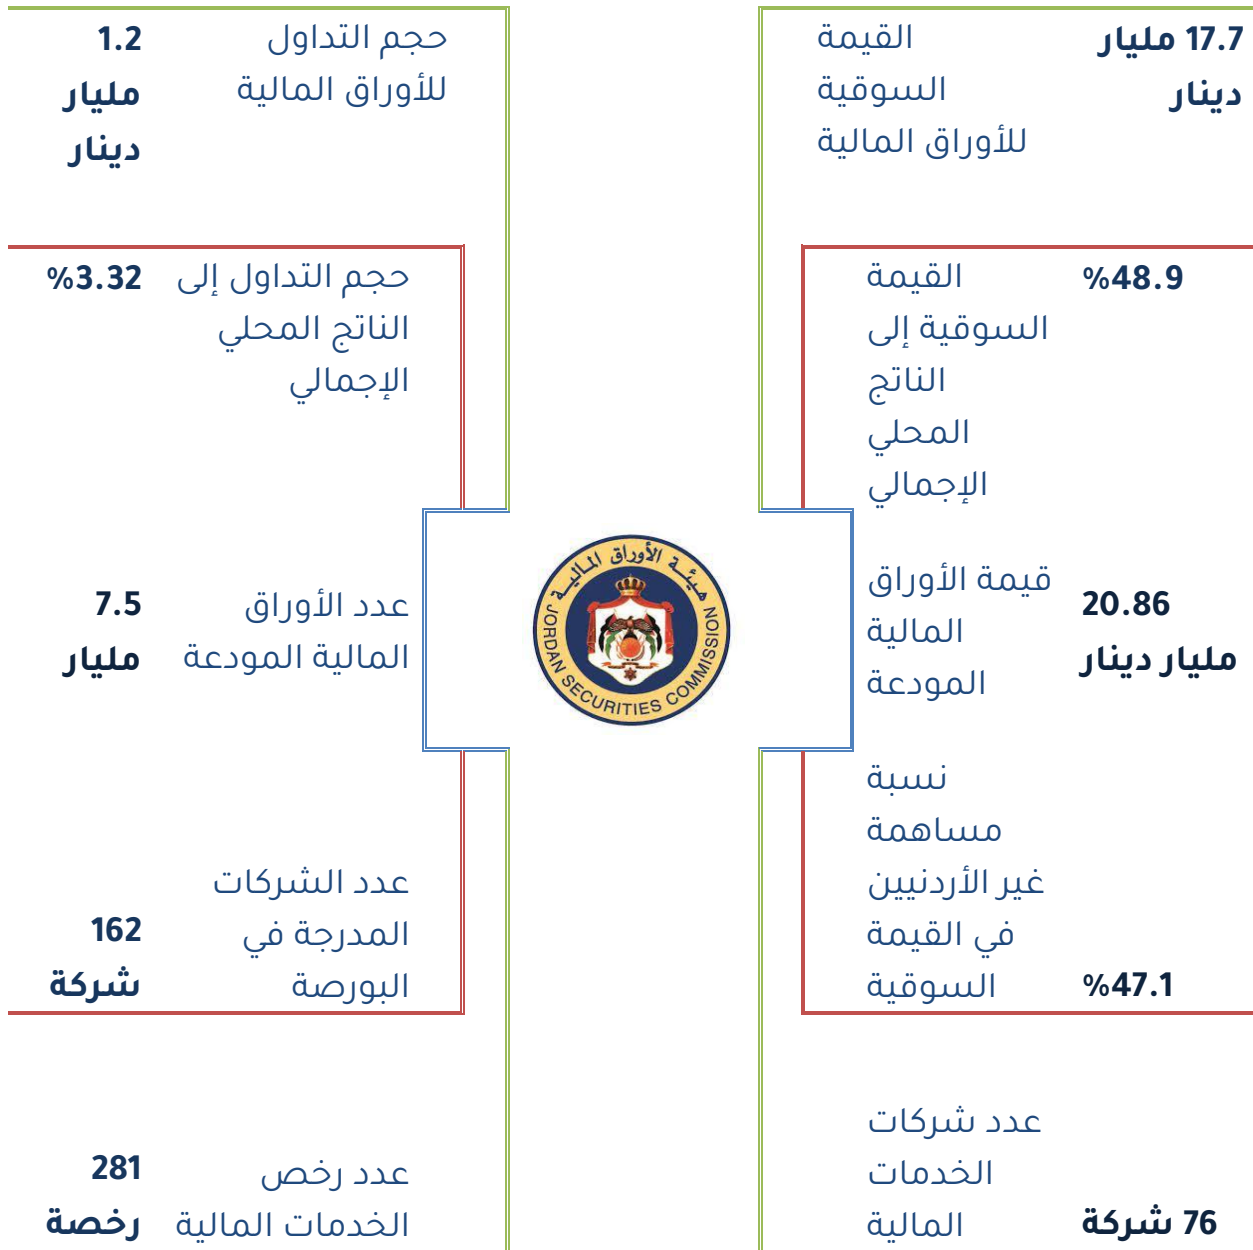 17.7 مليار
دينار
القيمة
السوقية
للأوراق المالية
حجم التداول
للأوراق المالية
1.2
مليار
دينار
%48.9
القيمة
السوقية إلى
الناتج
المحلي
الإجمالي
حجم التداول إلى
الناتج المحلي
الإجمالي
%3.32
20.86
مليار دينار
قيمة الأوراق
المالية
المودعة
هيئة الأوراق المالية
JORDAN SECURITIES COMMISSION
عدد الأوراق
المالية المودعة
7.5
مليار
نسبة
مساهمة
غير الأردنيين
في القيمة
السوقية
%47.1
عدد الشركات
المدرجة في
البورصة
162
شركة
عدد شركات
الخدمات
المالية
76 شركة
عدد رخص
الخدمات المالية
281
رخصة